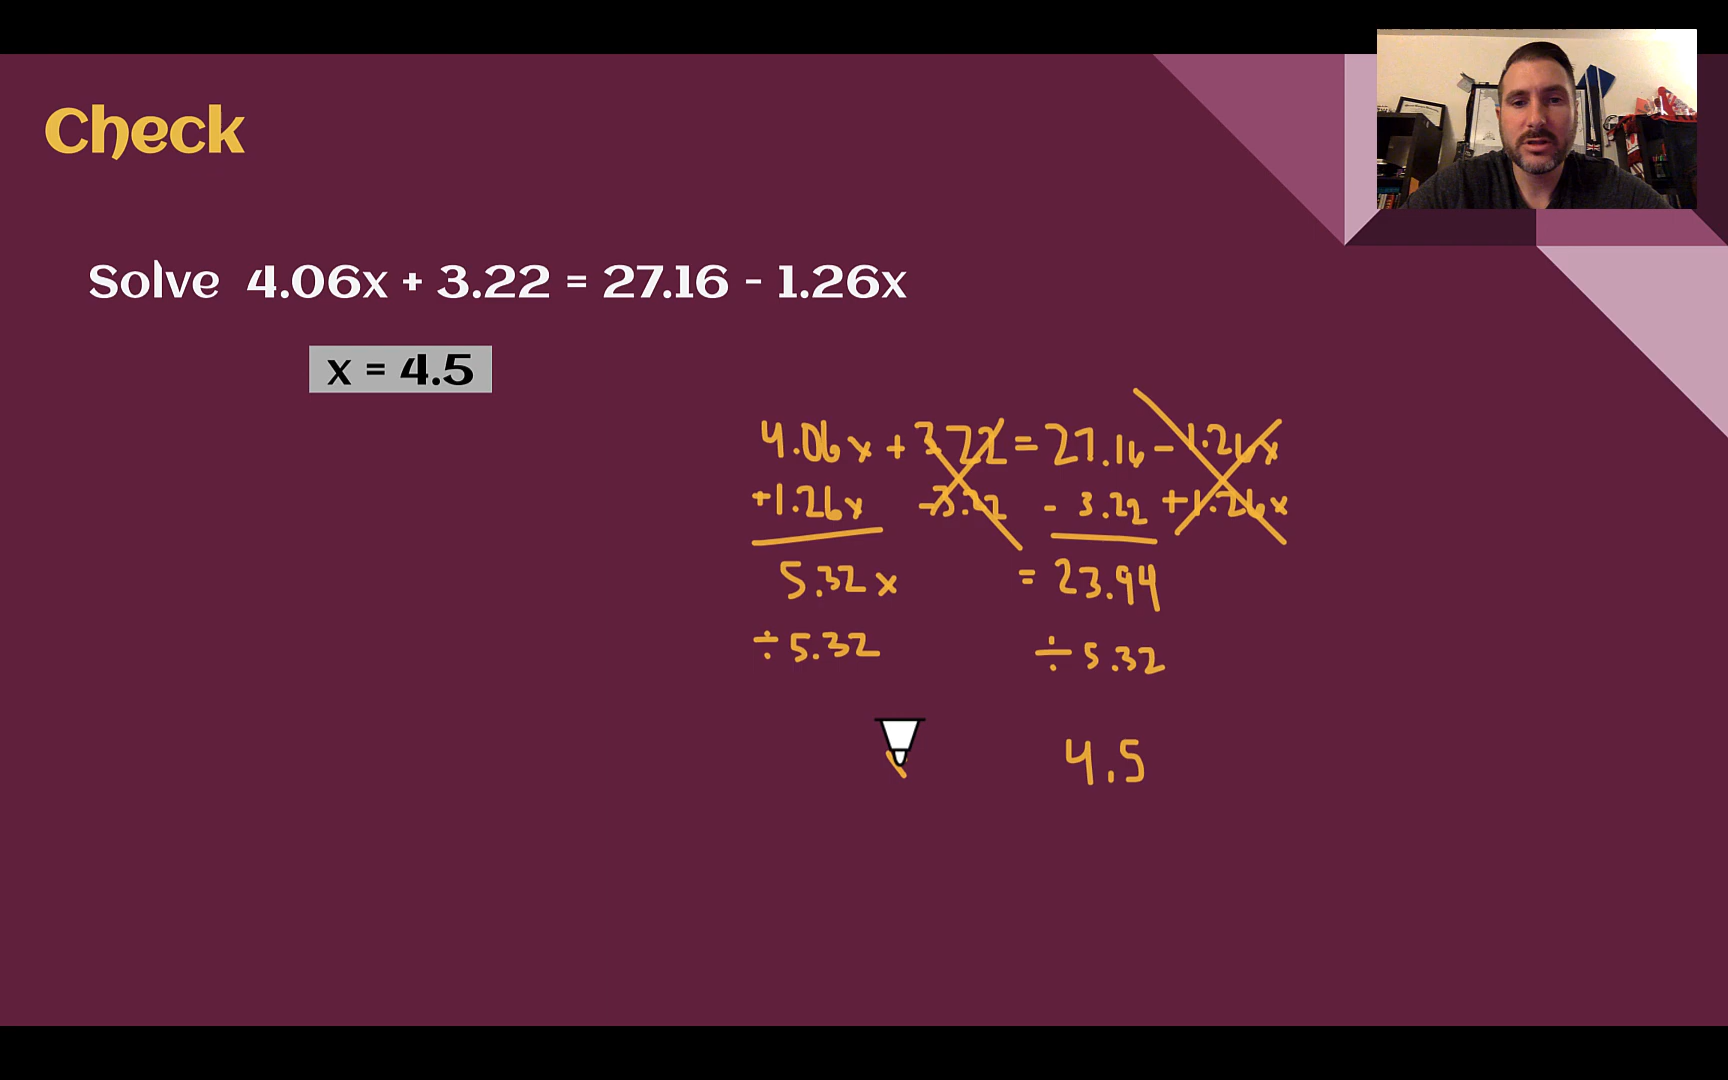 Check
Solve 4.06x + 3.22 = 27.16 - 1.26x
x = 4.5
4.06x + 3.22 = 27.16 - 1.26x
+1.26x -3.22 - 3.22 +1.26x
5.32x = 23.94
÷ 5.32 ÷ 5.32
4.5